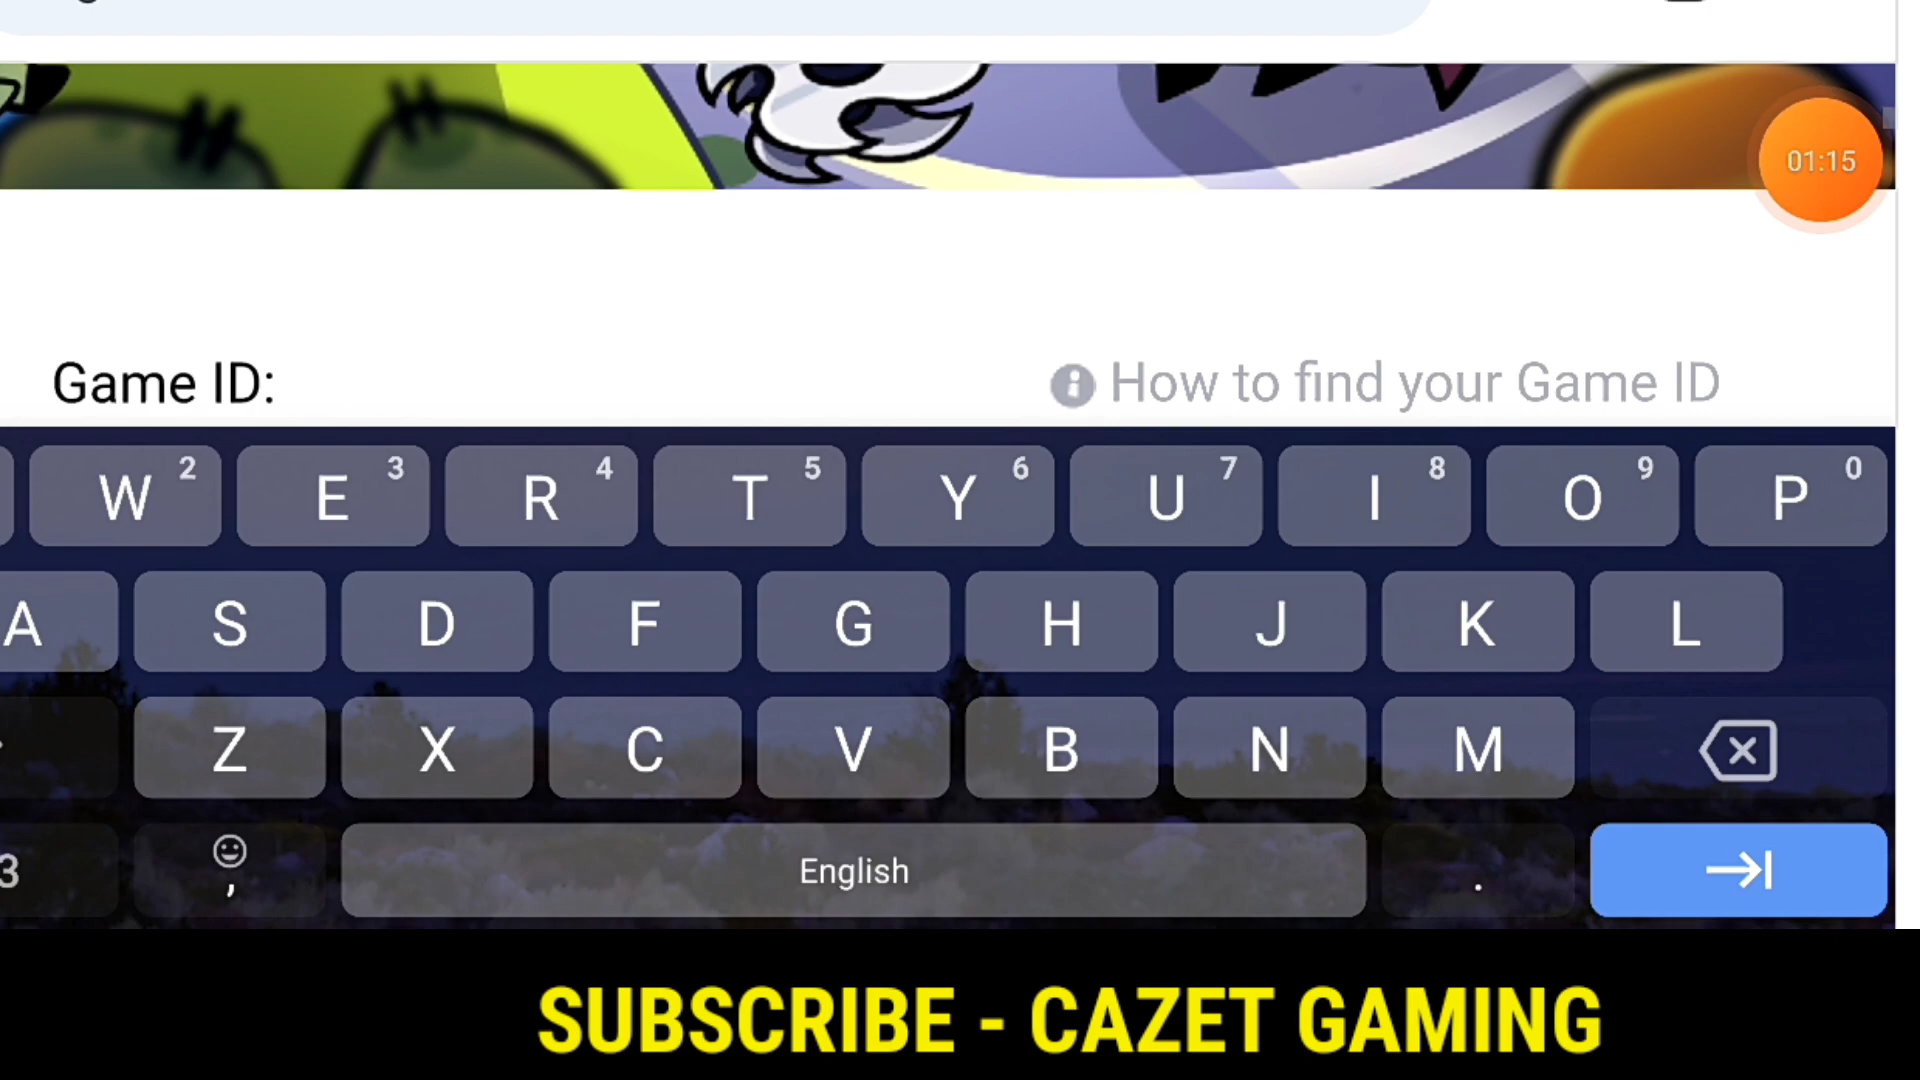 01:15
Game ID:
How to find your Game ID
W 2 E 3 R 4 T 5 Y 6 U 7 I 8 O 9 P 0
A S D F G H J K L
Z X C V B N M
3 , English .
SUBSCRIBE - CAZET GAMING